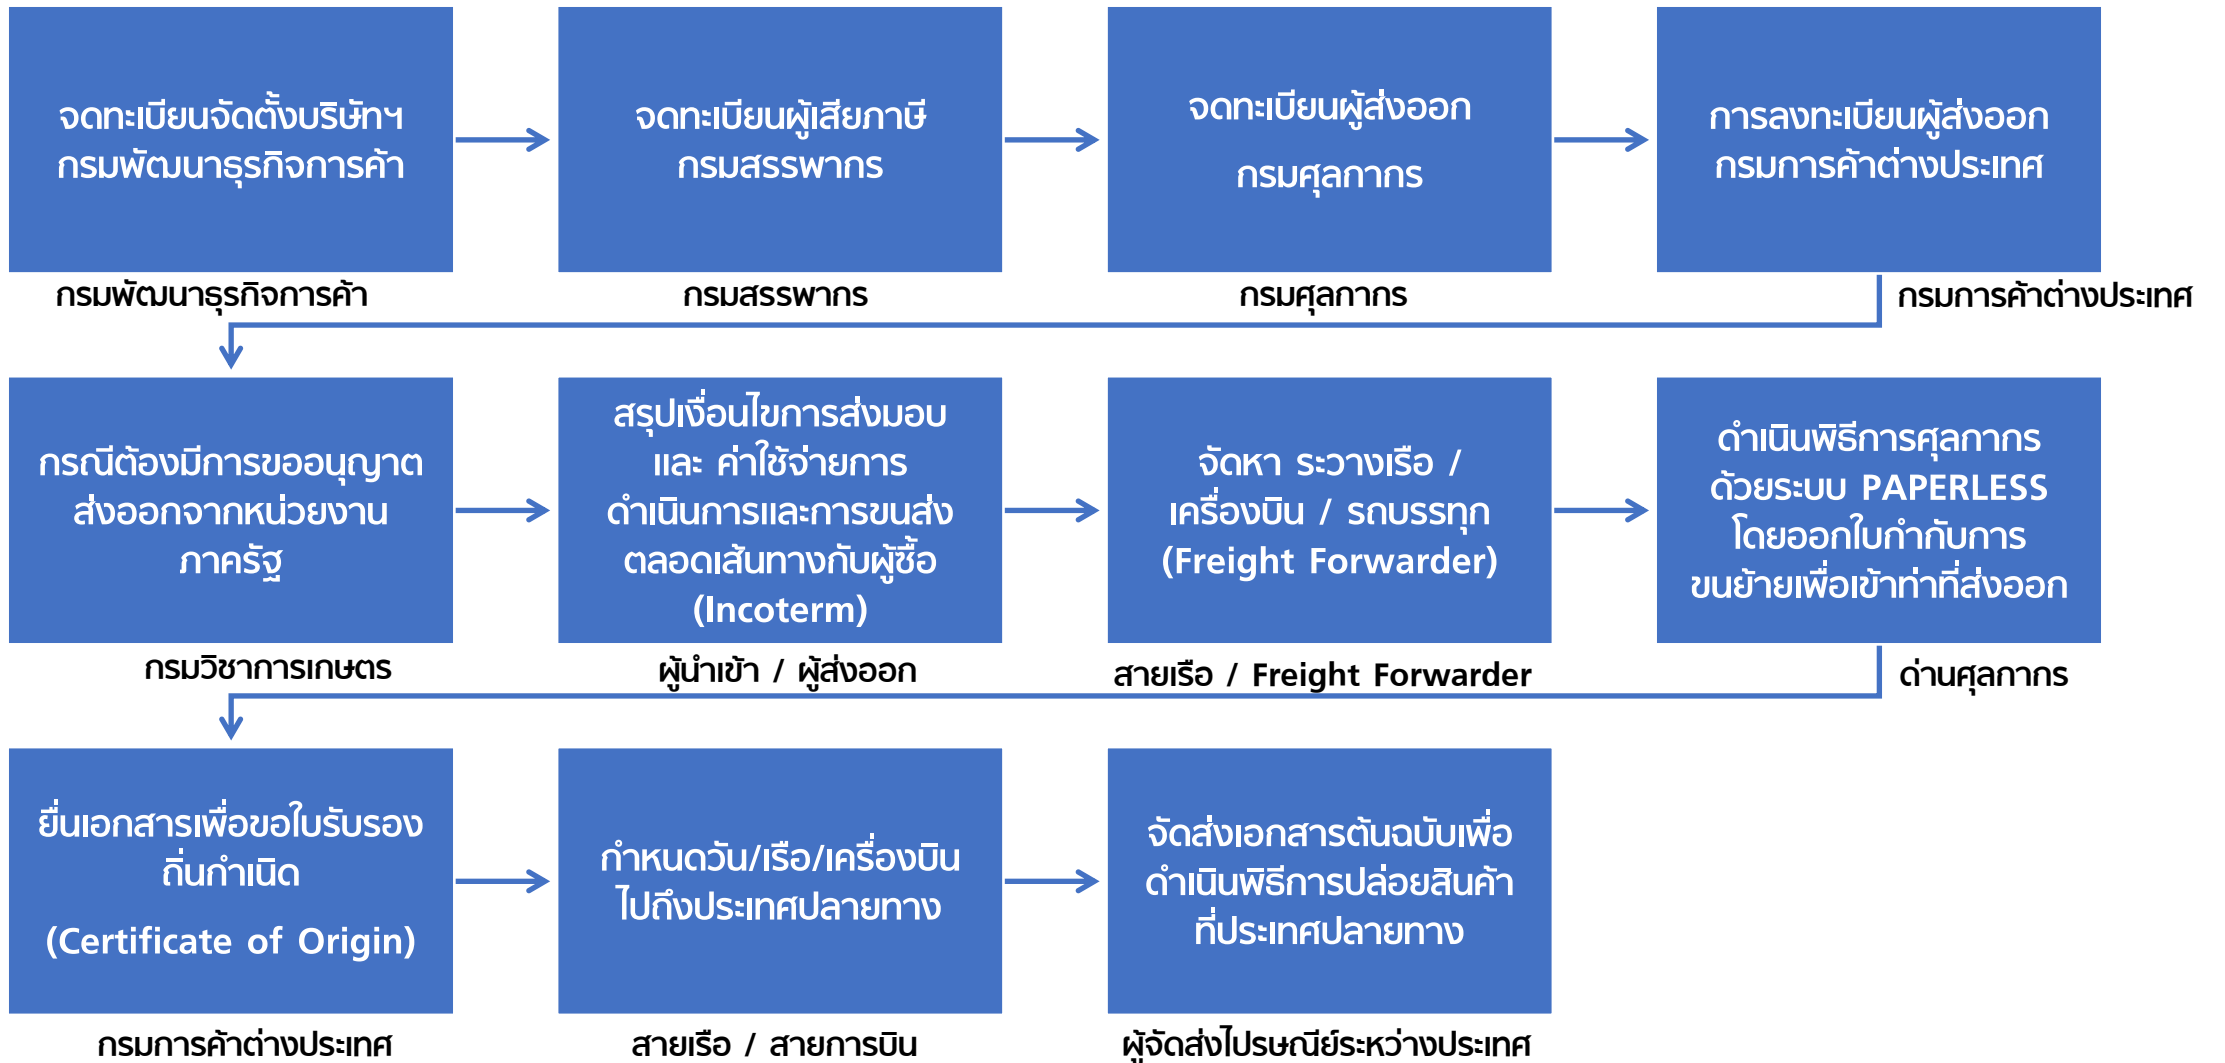 จดทะเบียนจัดตั้งบริษัทฯ
กรมพัฒนาธุรกิจการค้า
กรมพัฒนาธุรกิจการค้า
จดทะเบียนผู้เสียภาษี
กรมสรรพากร
กรมสรรพากร
จดทะเบียนผู้ส่งออก
กรมศุลกากร
กรมศุลกากร
การลงทะเบียนผู้ส่งออก
กรมการค้าต่างประเทศ
กรมการค้าต่างประเทศ
กรณีต้องมีการขออนุญาต
ส่งออกจากหน่วยงาน
ภาครัฐ
กรมวิชาการเกษตร
สรุปเงื่อนไขการส่งมอบ
และ ค่าใช้จ่ายการ
ดำเนินการและการขนส่ง
ตลอดเส้นทางกับผู้ซื้อ
(Incoterm)
ผู้นำเข้า / ผู้ส่งออก
จัดหา ระวางเรือ /
เครื่องบิน / รถบรรทุก
(Freight Forwarder)
สายเรือ / Freight Forwarder
ดำเนินพิธีการศุลกากร
ด้วยระบบ PAPERLESS
โดยออกใบกำกับการ
ขนย้ายเพื่อเข้าท่าที่ส่งออก
ด่านศุลกากร
ยื่นเอกสารเพื่อขอใบรับรอง
ถิ่นกำเนิด
(Certificate of Origin)
กรมการค้าต่างประเทศ
กำหนดวัน/เรือ/เครื่องบิน
ไปถึงประเทศปลายทาง
สายเรือ / สายการบิน
จัดส่งเอกสารต้นฉบับเพื่อ
ดำเนินพิธีการปล่อยสินค้า
ที่ประเทศปลายทาง
ผู้จัดส่งไปรษณีย์ระหว่างประเทศ